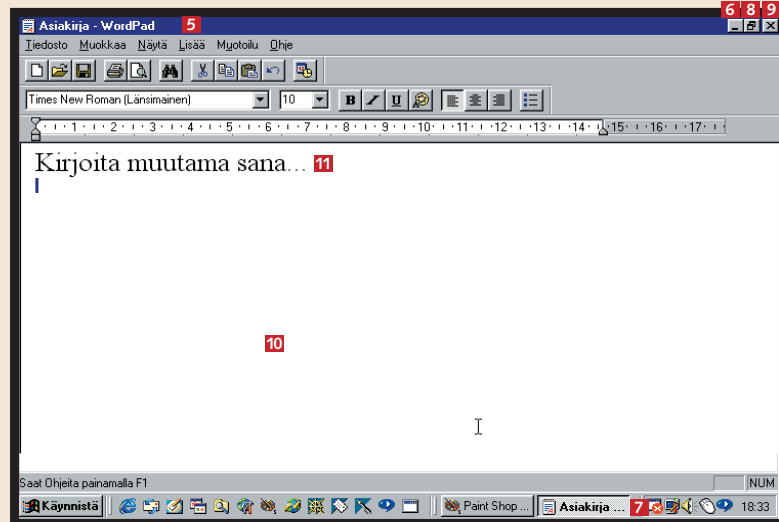 6 8 9
Asiakirja - WordPad 5
Tiedosto Muokkaa Näytä Lisää Muotoilu Ohje
Times New Roman (Länsimainen) 10 B I U
1 2 3 4 5 6 7 8 9 10 11 12 13 14 15 16 17
Kirjoita muutama sana... 11
10
Saat Ohjeita painamalla F1 NUM
Käynnistä Paint Shop ... Asiakirja ... 7 18:33